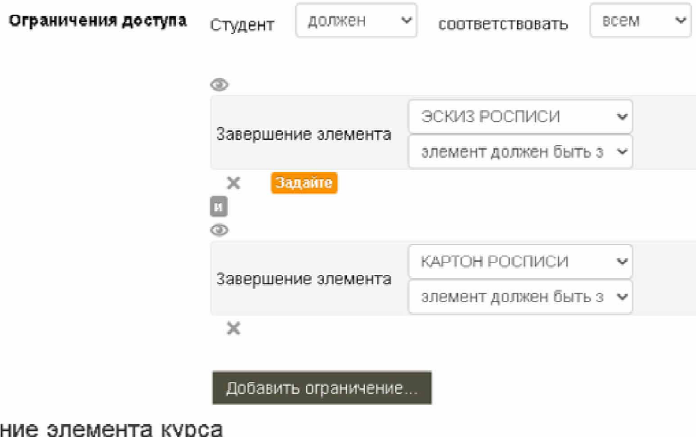 Ограничения доступа Студент должен соответствовать всем
Завершение элемента ЭСКИЗ РОСПИСИ
элемент должен быть з
Задайте
и
Завершение элемента КАРТОН РОСПИСИ
элемент должен быть з
Добавить ограничение...
ние элемента курса